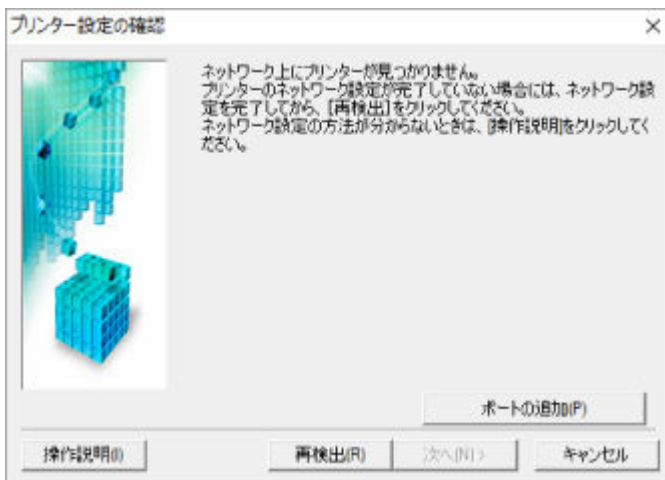 プリンター設定の確認
ネットワーク上にプリンターが見つかりません。
プリンターのネットワーク設定が完了していない場合には、ネットワーク設
定を完了してから、[再検出]をクリックしてください。
ネットワーク設定の方法が分からないときは、[操作説明]をクリックしてく
ださい。
ポートの追加(P)
操作説明(I)
再検出(R)
次へ(N) >
キャンセル